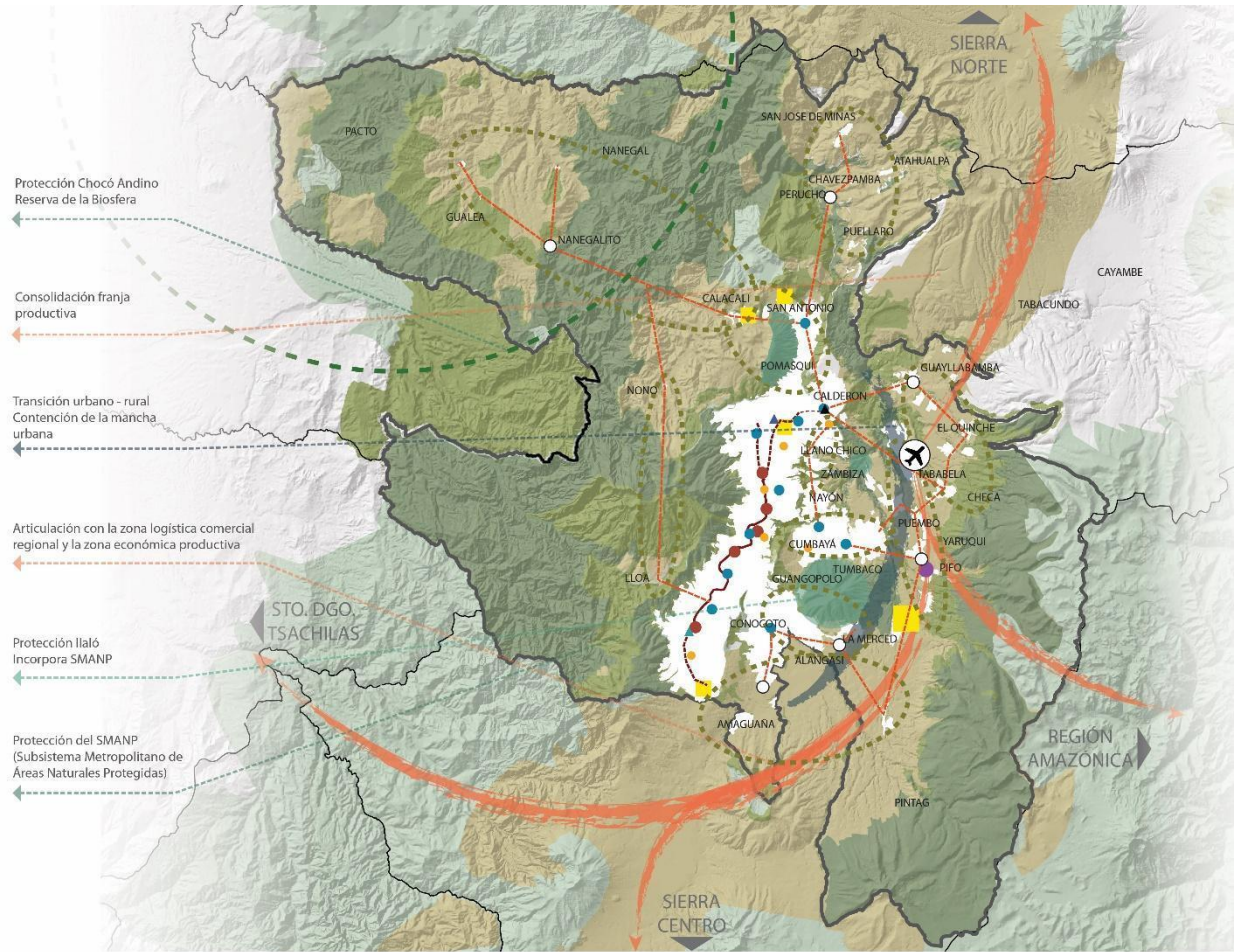 SIERRA
NORTE
SAN JOSE DE MINAS
PACTO
NANEGAL
ATAHUALPA
CHAVEZPAMBA
PERUCHO
Protección Chocó Andino
Reserva de la Biosfera
GUALEA
PUELLARO
NANEGALITO
CAYAMBE
Consolidación franja
productiva
CALACALI
SAN ANTONIO
TABACUNDO
POMASQUI
GUAYLLABAMBA
NONO
CALDERON
Transición urbano - rural
Contención de la mancha
urbana
EL QUINCHE
LLANO CHICO
ZÁMBIZA
TABABELA
CHECA
NAYÓN
Articulación con la zona logística comercial
regional y la zona económica productiva
PUEMBO
CUMBAYÁ
YARUQUI
TUMBACO
PIFO
LLOA
GUANGOPOLO
STO. DGO.
TSACHILAS
CONOCOTO
LA MERCED
Protección Ilaló
Incorpora SMANP
ALANGASI
AMAGUAÑA
REGIÓN
AMAZÓNICA
Protección del SMANP
(Subsistema Metropolitano de
Áreas Naturales Protegidas)
PINTAG
SIERRA
CENTRO